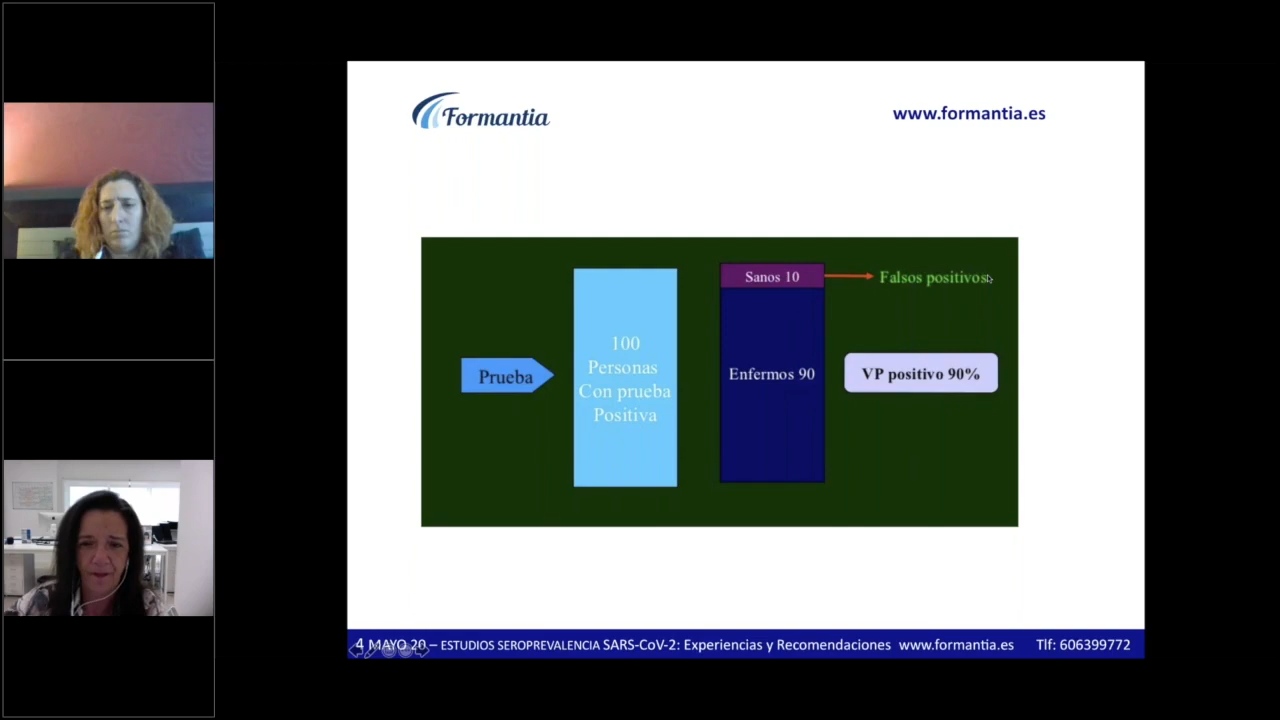 Formantia
www.formantia.es
Prueba
100
Personas
Con prueba
Positiva
Sanos 10
Falsos positivos
Enfermos 90
VP positivo 90%
4 MAYO 20 – ESTUDIOS SEROPREVALENCIA SARS-CoV-2: Experiencias y Recomendaciones www.formantia.es Tlf: 606399772